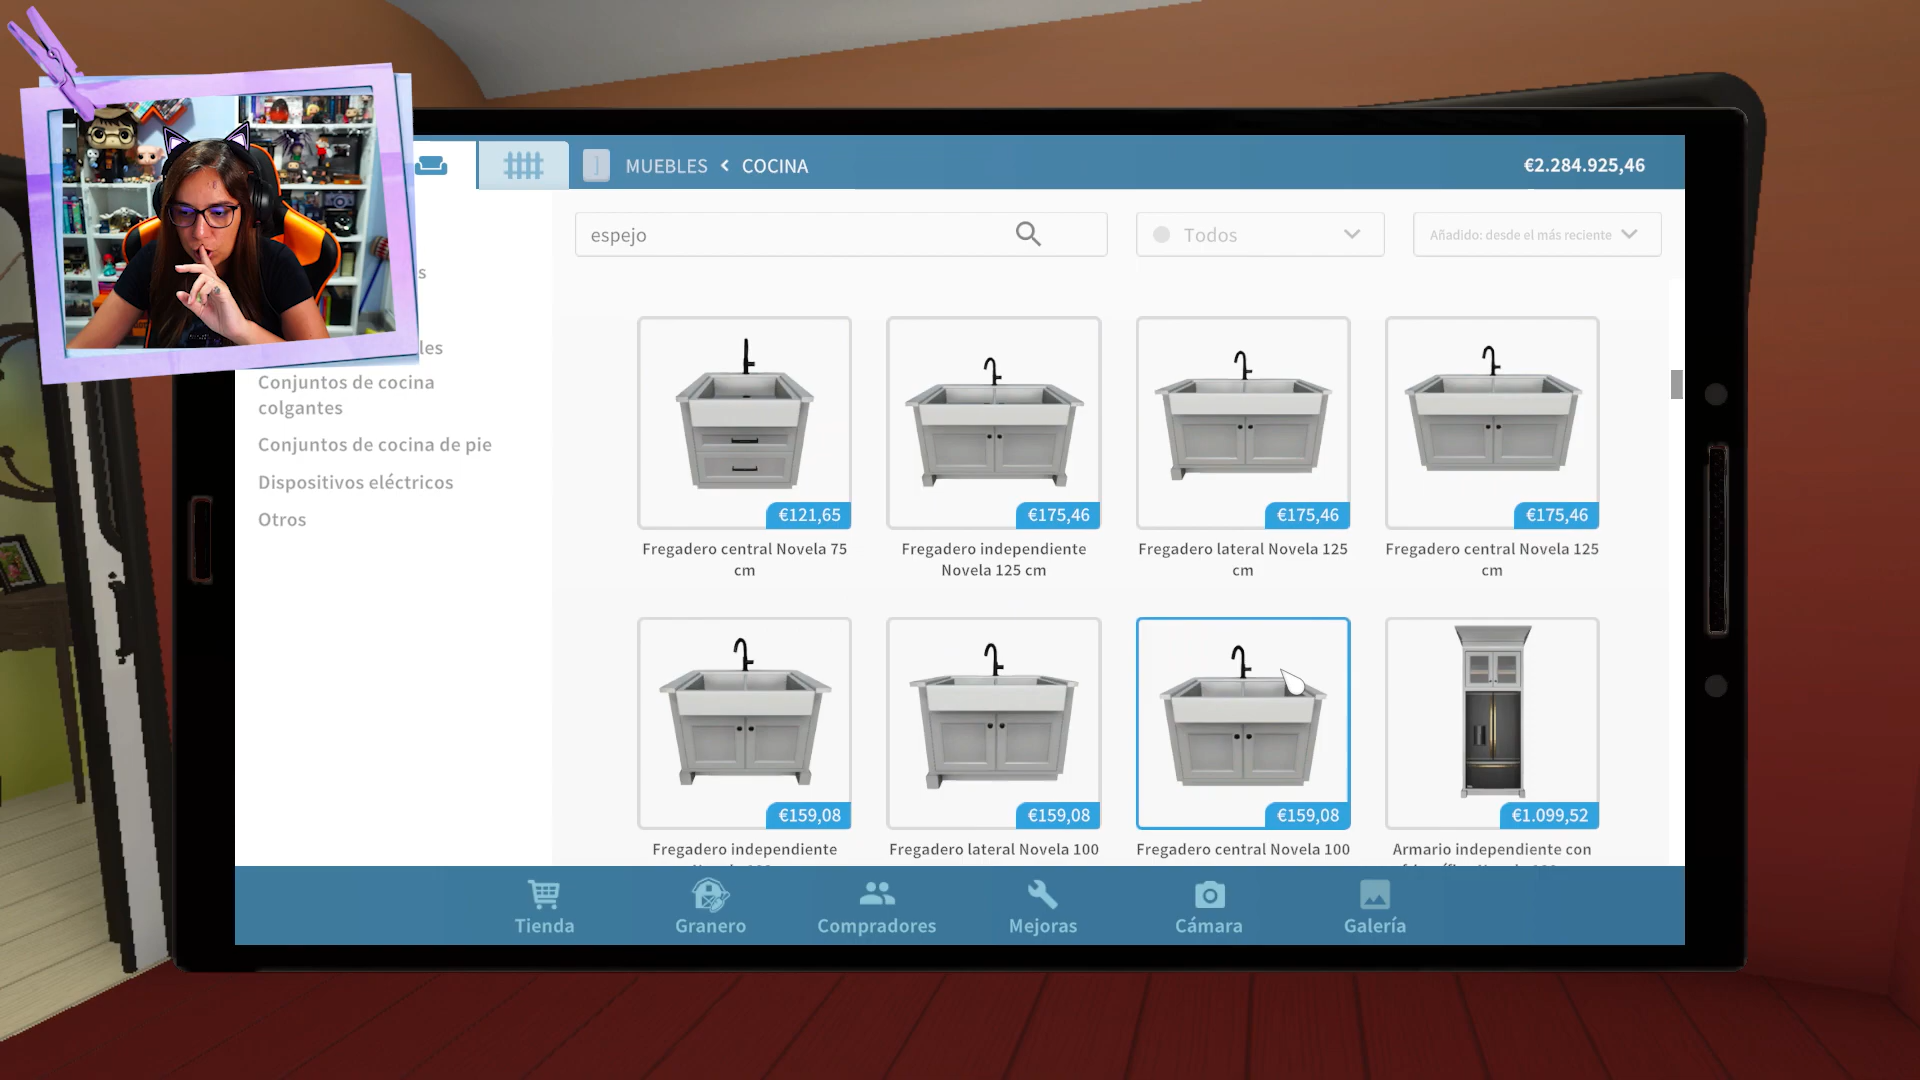 MUEBLES < COCINA
€2.284.925,46
espejo
Todos
Añadido: desde el más reciente
s
les
Conjuntos de cocina
colgantes
Conjuntos de cocina de pie
Dispositivos eléctricos
Otros
€121,65
€175,46
€175,46
€175,46
Fregadero central Novela 75
cm
Fregadero independiente
Novela 125 cm
Fregadero lateral Novela 125
cm
Fregadero central Novela 125
cm
€159,08
€159,08
€159,08
€1.099,52
Fregadero independiente
Fregadero lateral Novela 100
Fregadero central Novela 100
Armario independiente con
Tienda
Granero
Compradores
Mejoras
Cámara
Galería